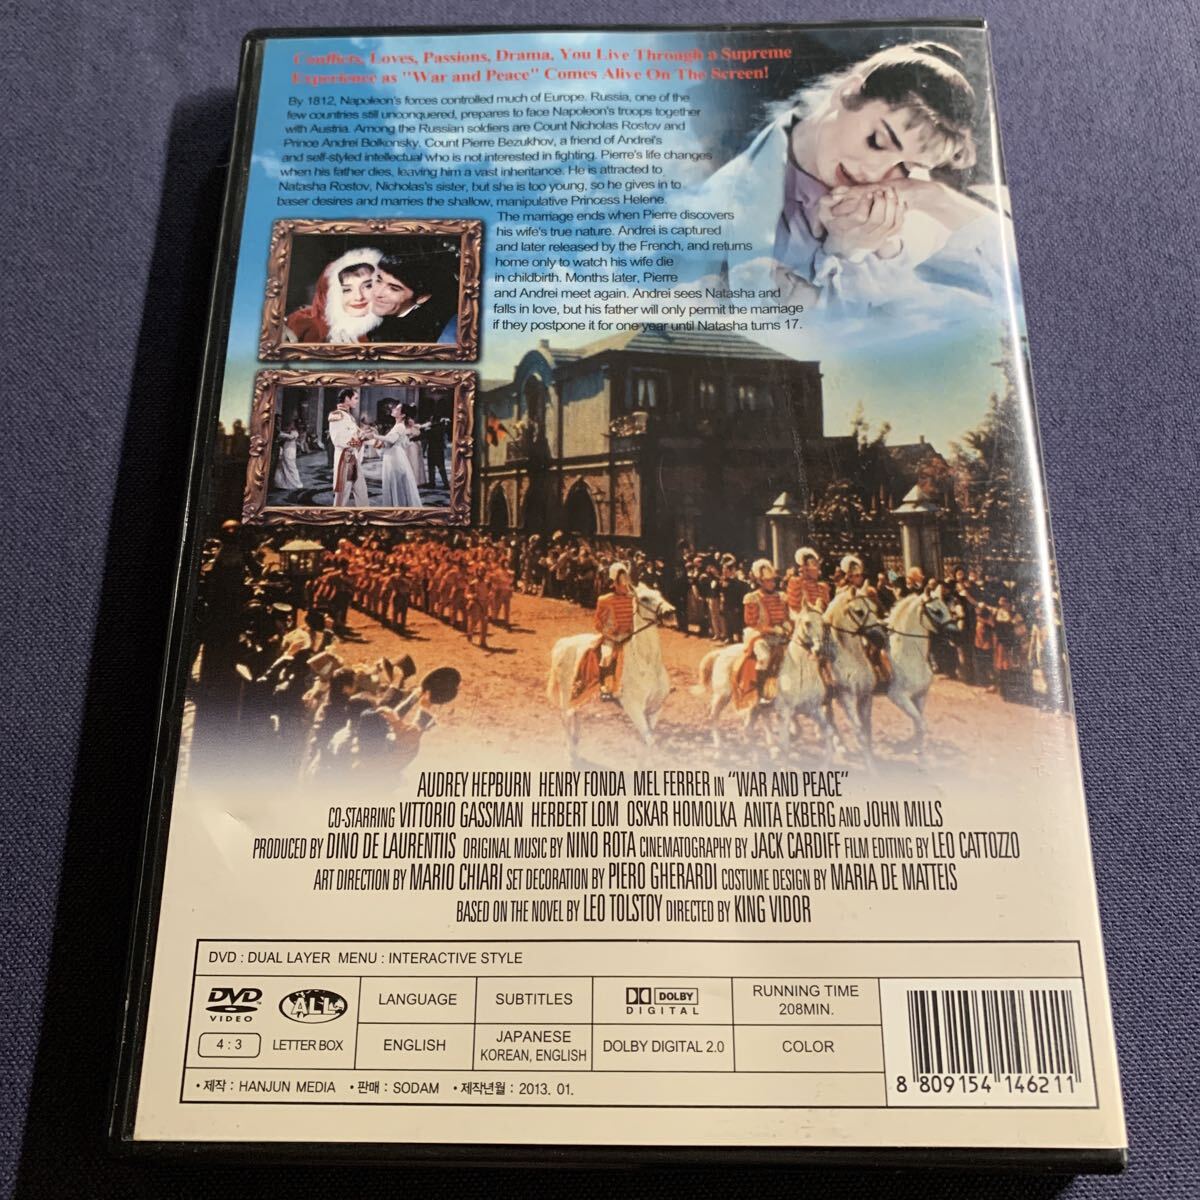 Conflicts, Loves, Passions, Drama, You Live Through a Supreme
Experience as "War and Peace" Comes Alive On The Screen!
By 1812, Napoleon's forces controlled much of Europe. Russia, one of the
few countries still unconquered, prepares to face Napoleon's troops together
with Austria. Among the Russian soldiers are Count Nicholas Rostov and
Prince Andrei Bolkonsky. Count Pierre Bezukhov, a friend of Andrei's
and self-styled intellectual who is not interested in fighting. Pierre's life changes
when his father dies, leaving him a vast inheritance. He is attracted to
Natasha Rostov, Nicholas's sister, but she is too young, so he gives in to
baser desires and marries the shallow, manipulative Princess Helene.
The marriage ends when Pierre discovers
his wife's true nature. Andrei is captured
and later released by the French, and returns
home only to watch his wife die
in childbirth. Months later, Pierre
and Andrei meet again. Andrei sees Natasha and
falls in love, but his father will only permit the marriage
if they postpone it for one year until Natasha turns 17.
AUDREY HEPBURN HENRY FONDA MEL FERRER IN "WAR AND PEACE"
CO-STARRING VITTORIO GASSMAN HERBERT LOM OSKAR HOMOLKA ANITA EKBERG AND JOHN MILLS
PRODUCED BY DINO DE LAURENTIIS ORIGINAL MUSIC BY NINO ROTA CINEMATOGRAPHY BY JACK CARDIFF FILM EDITING BY LEO CATTOZZO
ART DIRECTION BY MARIO CHIARI SET DECORATION BY PIERO GHERARDI COSTUME DESIGN BY MARIA DE MATTEIS
BASED ON THE NOVEL BY LEO TOLSTOY DIRECTED BY KING VIDOR
DVD : DUAL LAYER MENU : INTERACTIVE STYLE
DVD VIDEO
ALL
4 : 3
LETTER BOX
LANGUAGE
ENGLISH
SUBTITLES
JAPANESE
KOREAN, ENGLISH
DOLBY
DIGITAL
DOLBY DIGITAL 2.0
RUNNING TIME
208MIN.
COLOR
• 제작 : HANJUN MEDIA • 판매 : SODAM • 제작년월 : 2013. 01.
8 809154 146211